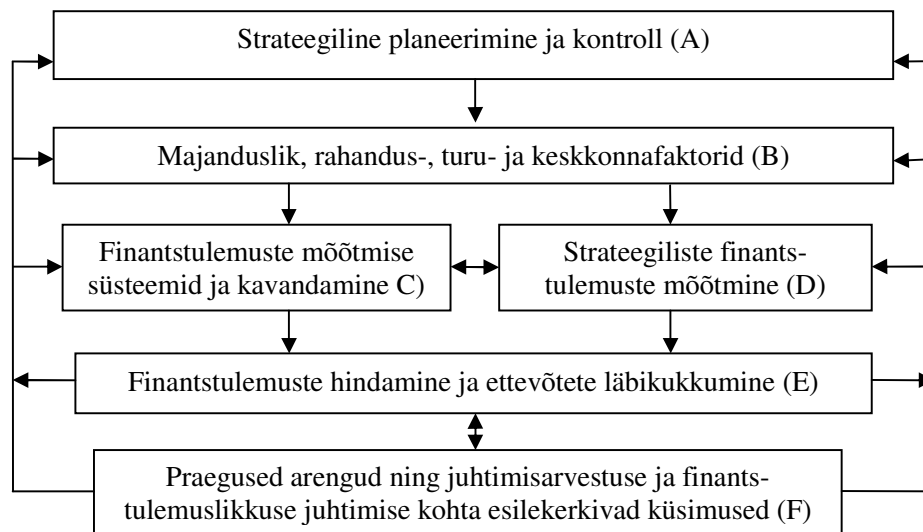 Strateegiline planeerimine ja kontroll (A)
Majanduslik, rahandus-, turu- ja keskkonnafaktorid (B)
Finantstulemuste mõõtmise
süsteemid ja kavandamine C)
Strateegiliste finants-
tulemuste mõõtmine (D)
Finantstulemuste hindamine ja ettevõtete läbikukkumine (E)
Praegused arengud ning juhtimisarvestuse ja finants-
tulemuslikkuse juhtimise kohta esilekerkivad küsimused (F)